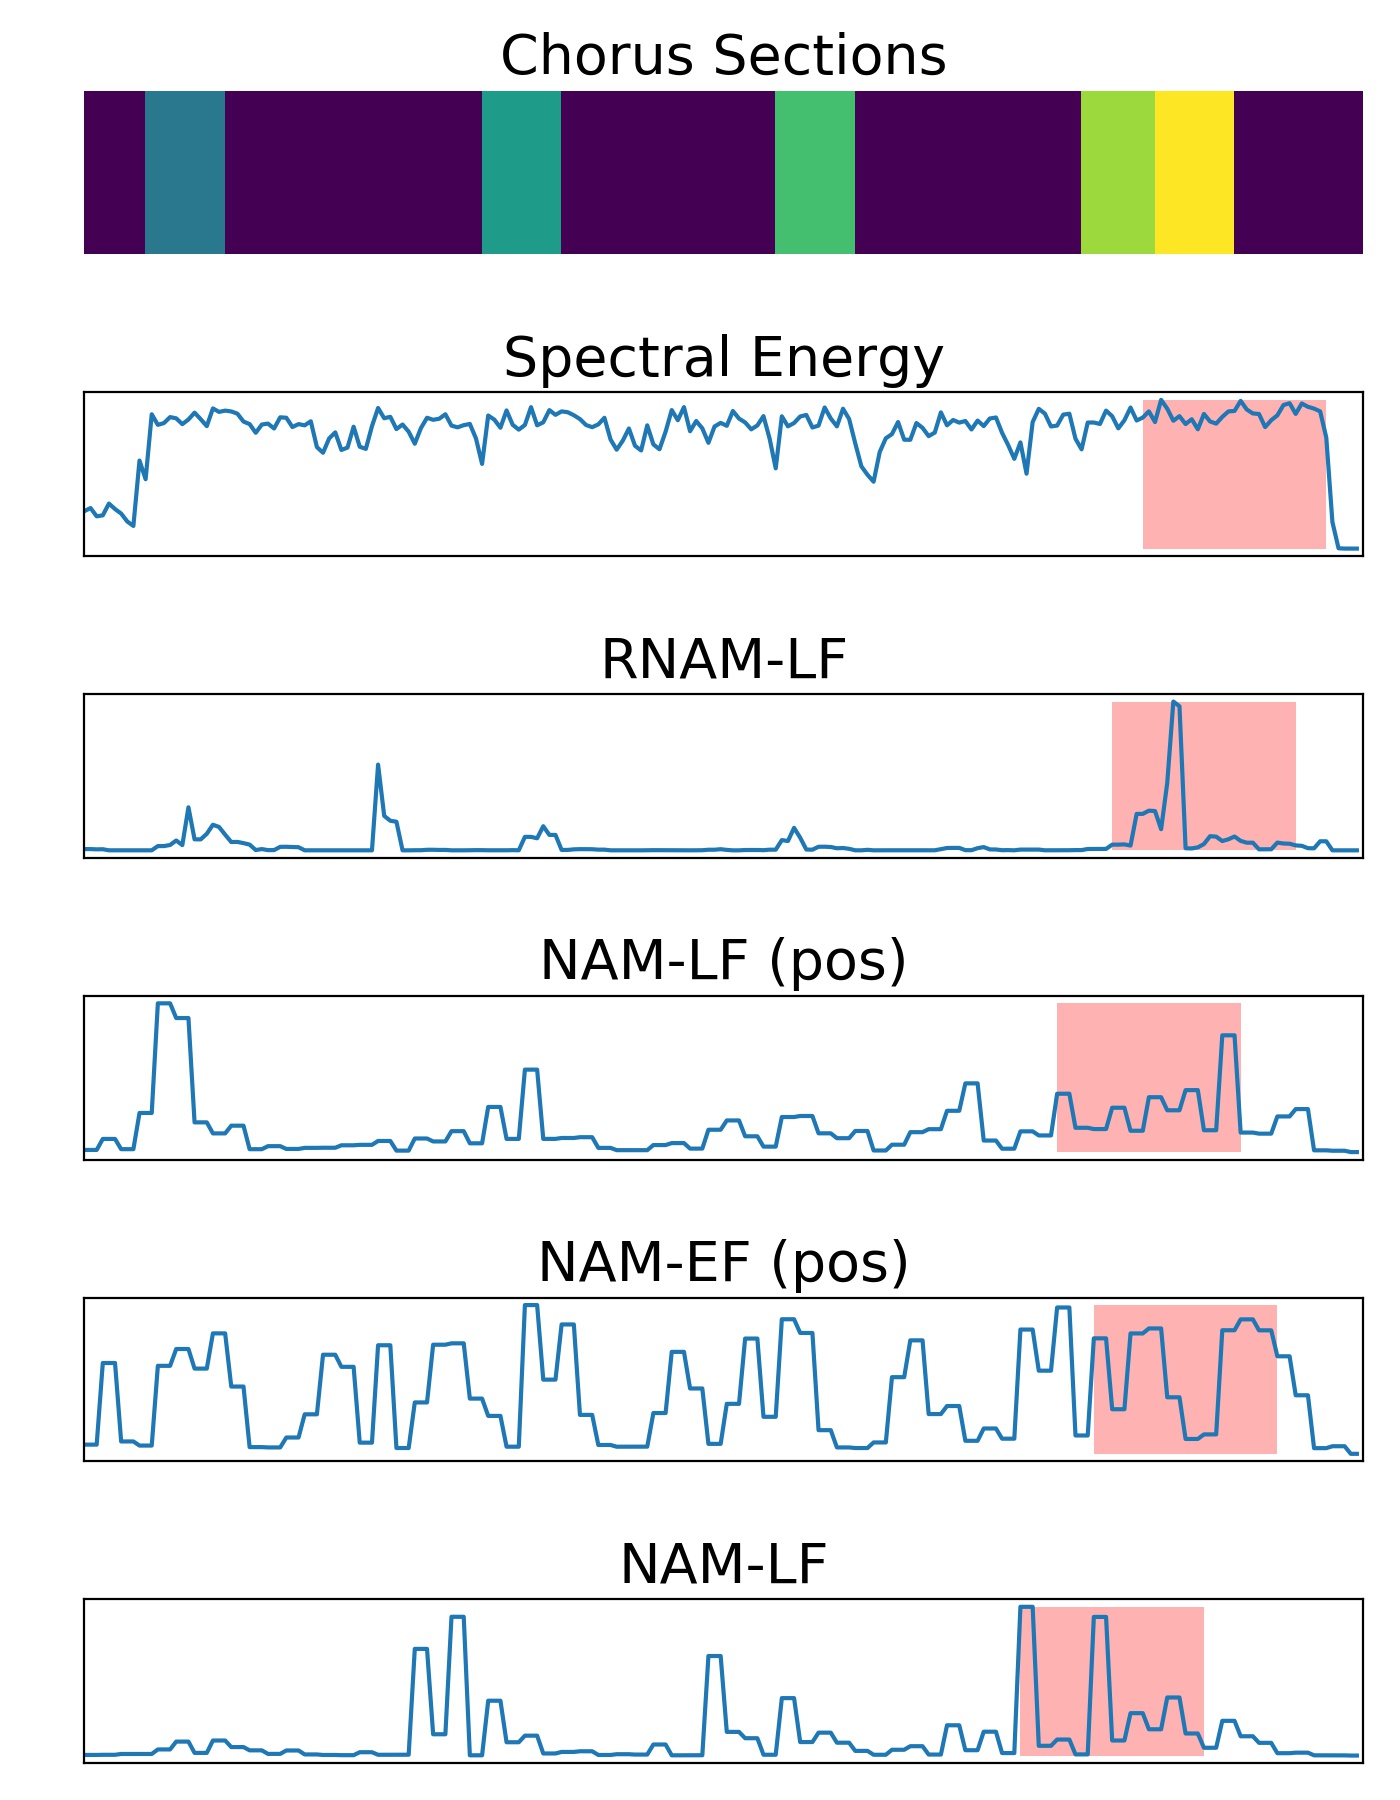 Chorus Sections
Spectral Energy
RNAM-LF
NAM-LF (pos)
NAM-EF (pos)
NAM-LF